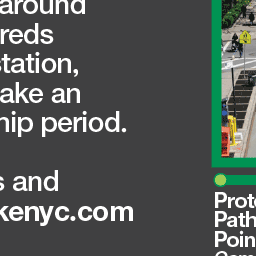 around
reds
station,
ake an
hip period.
s and
kenyc.com
Prote
Path
Poin